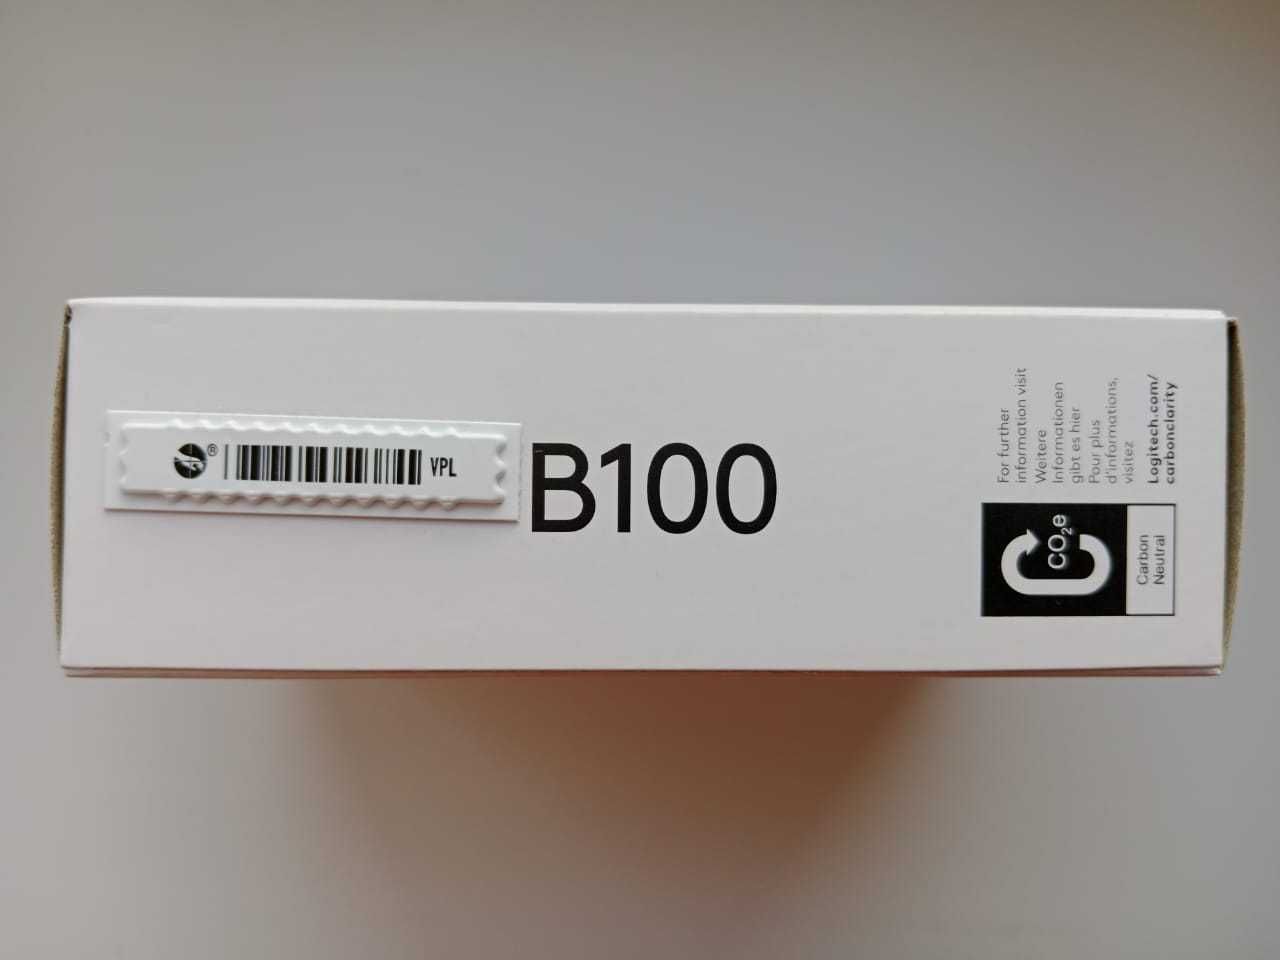 ® VPL
B100
For further
information visit
Weitere
Informationen
gibt es hier
Pour plus
d'informations,
visitez
Logitech.com/
carbonclarity
CO₂e
Carbon
Neutral